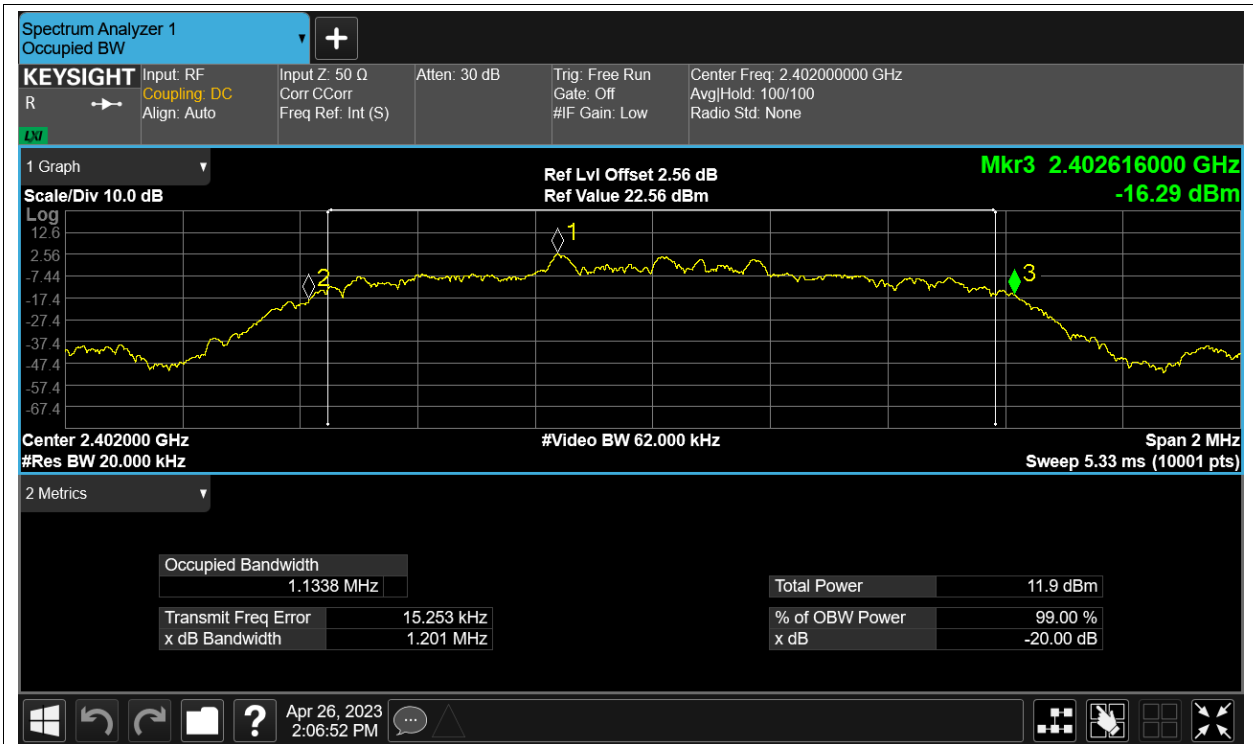 Spectrum Analyzer 1
Occupied BW
KEYSIGHT
R
LXI
Input: RF
Coupling: DC
Align: Auto
Input Z: 50 Ω
Corr CCorr
Freq Ref: Int (S)
Atten: 30 dB
Trig: Free Run
Gate: Off
#IF Gain: Low
Center Freq: 2.402000000 GHz
Avg|Hold: 100/100
Radio Std: None
1 Graph
Scale/Div 10.0 dB
Ref Lvl Offset 2.56 dB
Ref Value 22.56 dBm
Mkr3 2.402616000 GHz
-16.29 dBm
Log
12.6
2.56
-7.44
-17.4
-27.4
-37.4
-47.4
-57.4
-67.4
1
2
3
Center 2.402000 GHz
#Res BW 20.000 kHz
#Video BW 62.000 kHz
Span 2 MHz
Sweep 5.33 ms (10001 pts)
2 Metrics
Occupied Bandwidth
1.1338 MHz
Transmit Freq Error 15.253 kHz
x dB Bandwidth 1.201 MHz
Total Power 11.9 dBm
% of OBW Power 99.00 %
x dB -20.00 dB
?
Apr 26, 2023
2:06:52 PM